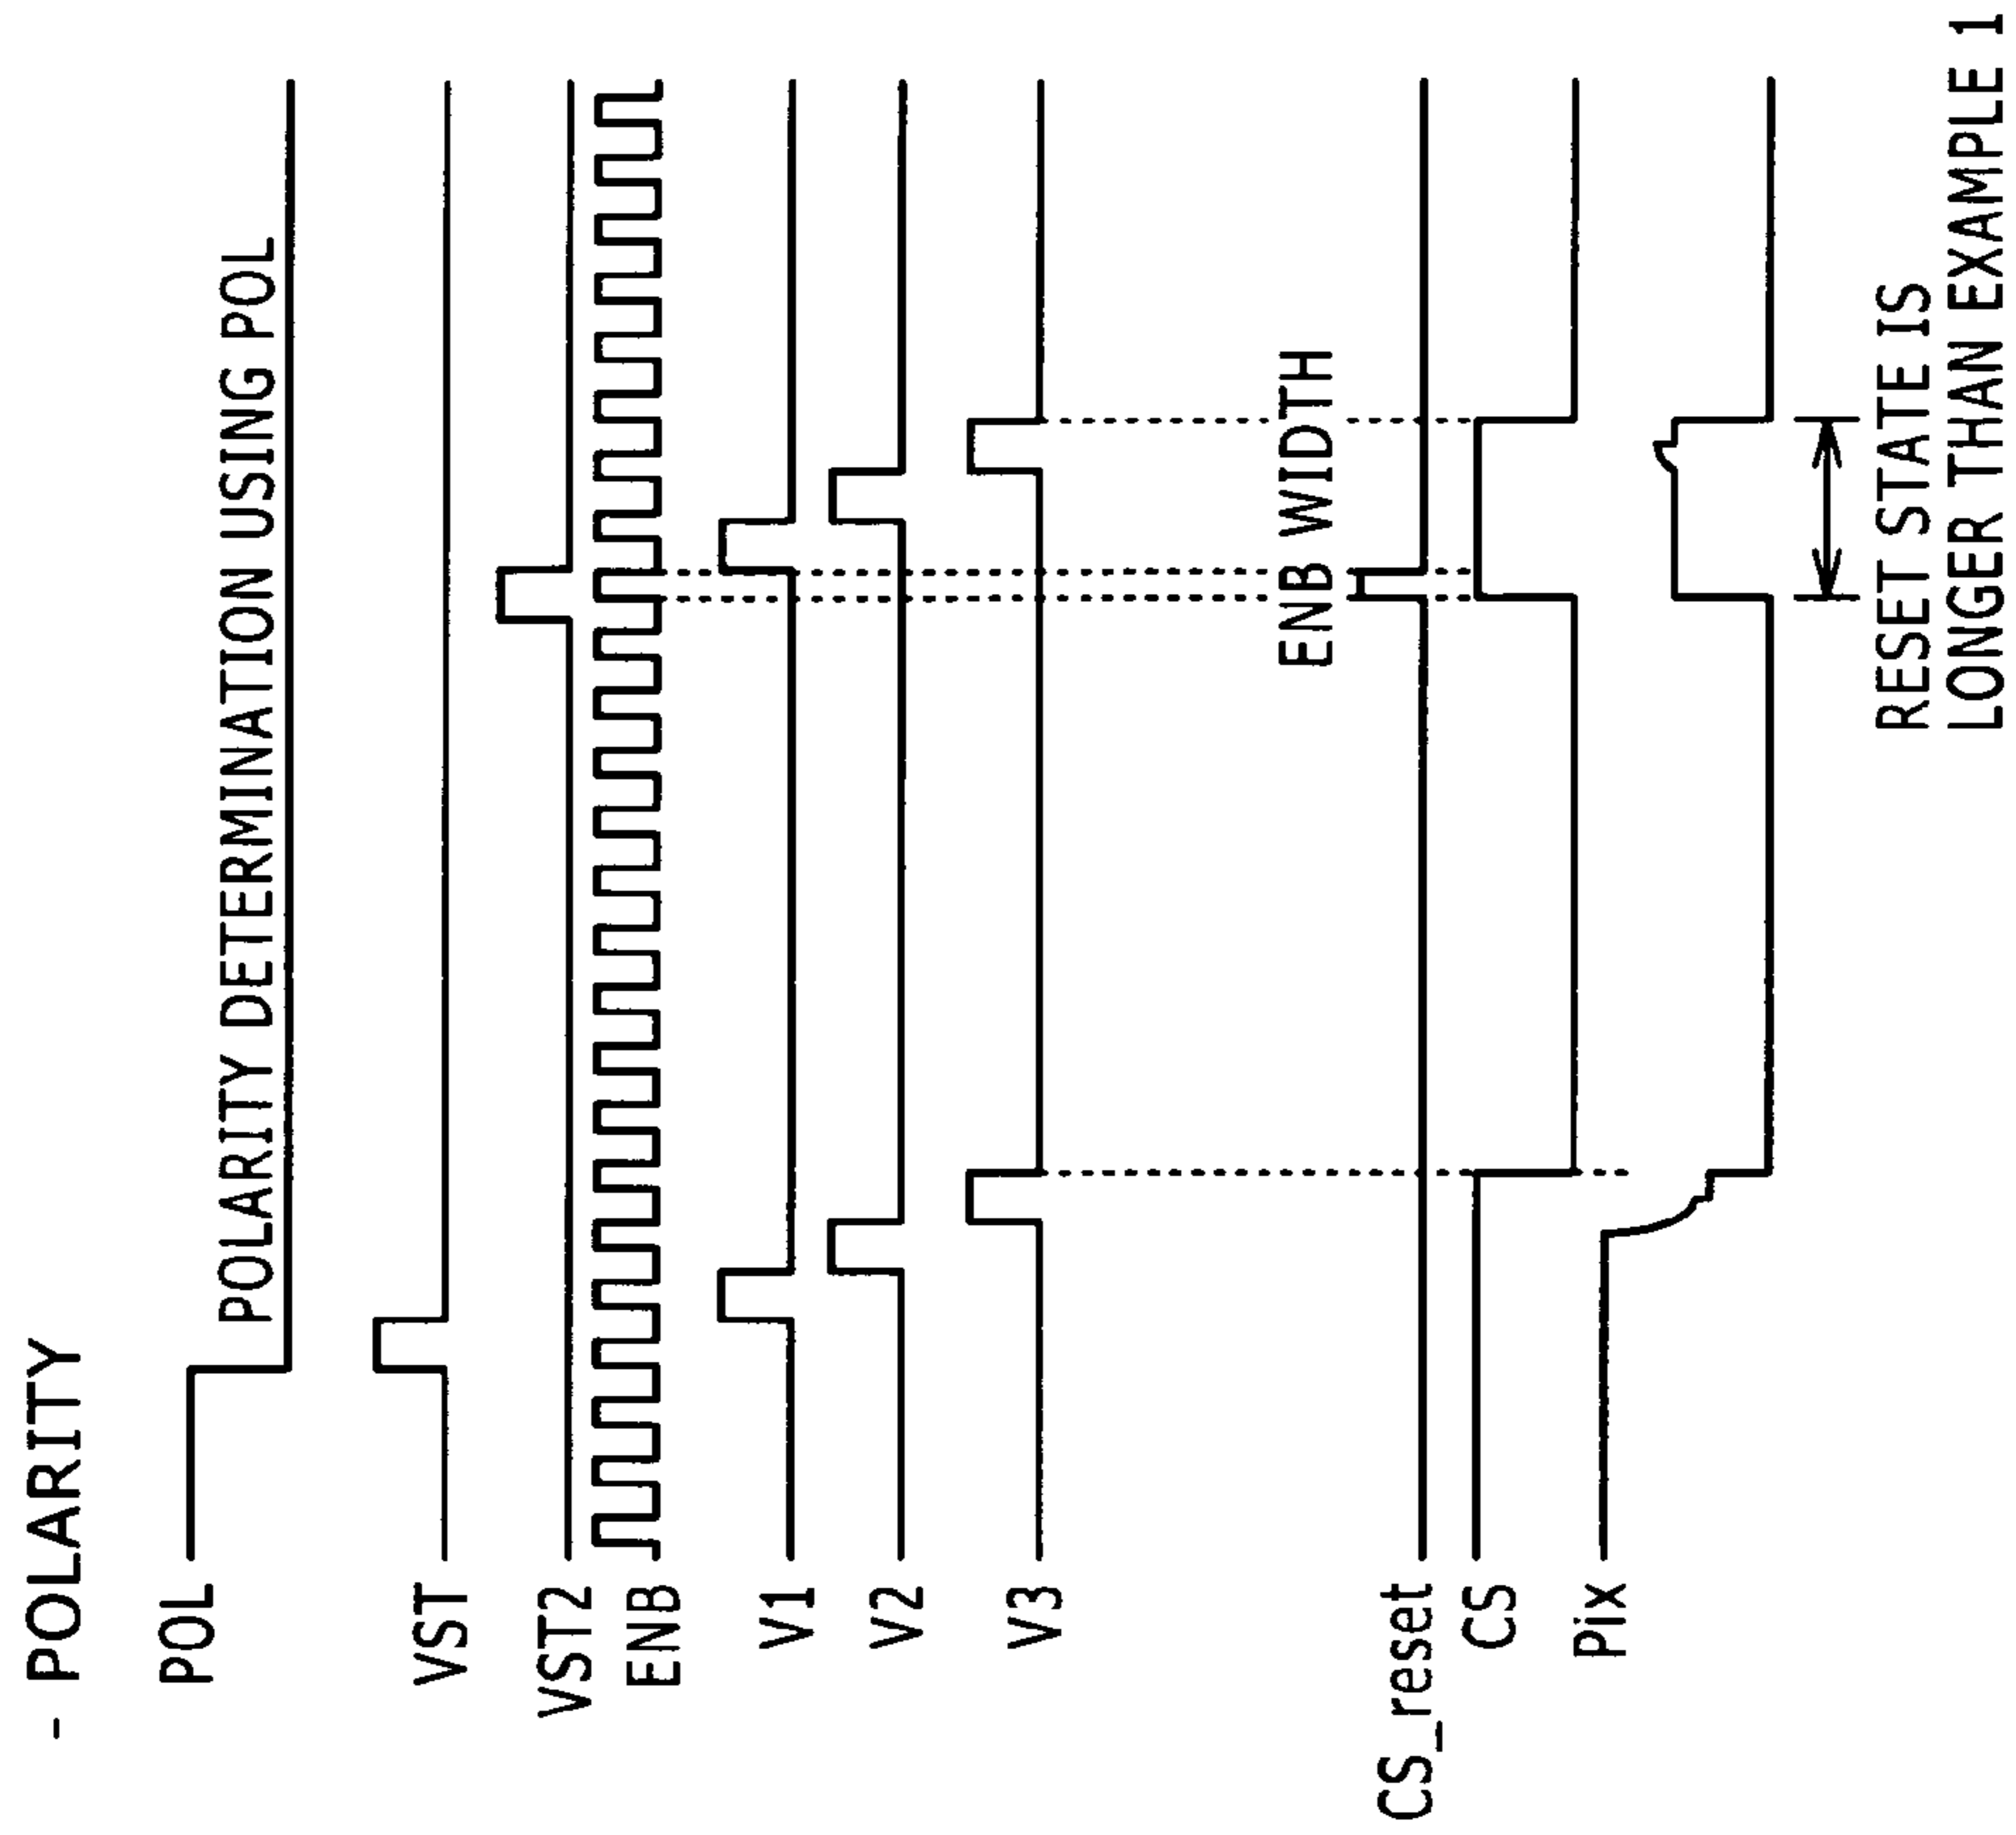 - POLARITY
POL
POLARITY DETERMINATION USING POL
VST
VST2
ENB
V1
V2
V3
ENB WIDTH
CS_reset
CS
Pix
RESET STATE IS
LONGER THAN EXAMPLE 1